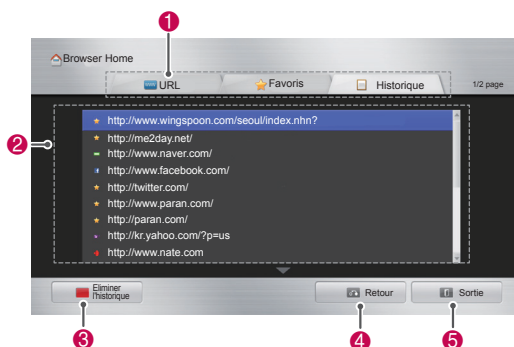 1
Browser Home
URL
Favoris
Historique
1/2 page
2
http://www.wingspoon.com/seoul/index.nhn?
http://me2day.net/
http://www.naver.com/
http://www.facebook.com/
http://twitter.com/
http://www.paran.com/
http://paran.com/
http://kr.yahoo.com/?p=us
http://www.nate.com
Eliminer
l'historique
Retour
Sortie
3
4
5